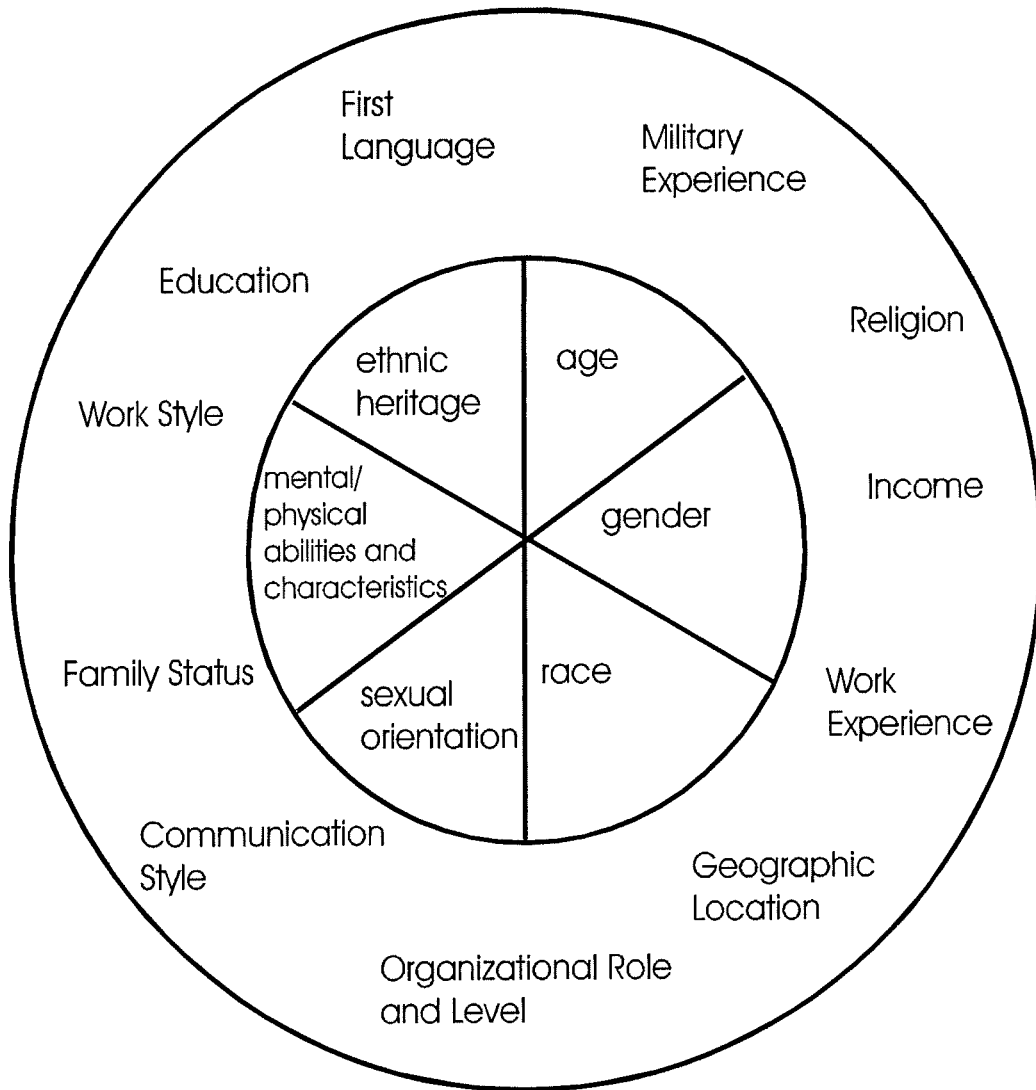 First
Language
Military
Experience
Education
Religion
Work Style
Income
Family Status
Work
Experience
Communication
Style
Geographic
Location
Organizational Role
and Level
ethnic
heritage
age
mental/
physical
abilities and
characteristics
gender
sexual
orientation
race